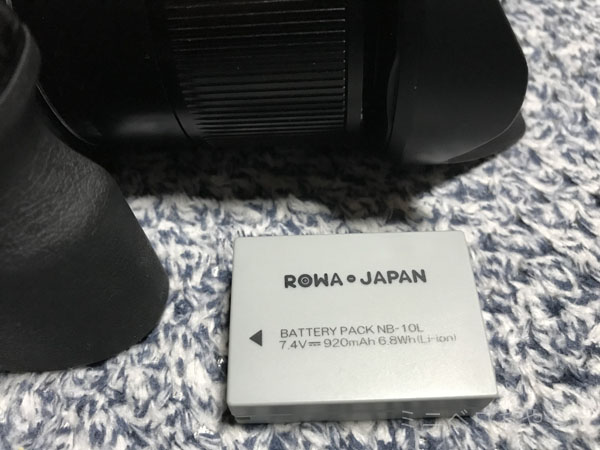 ROWA●JAPAN
BATTERY PACK NB-10L
7.4V⎓920mAh 6.8Wh(Li-ion)